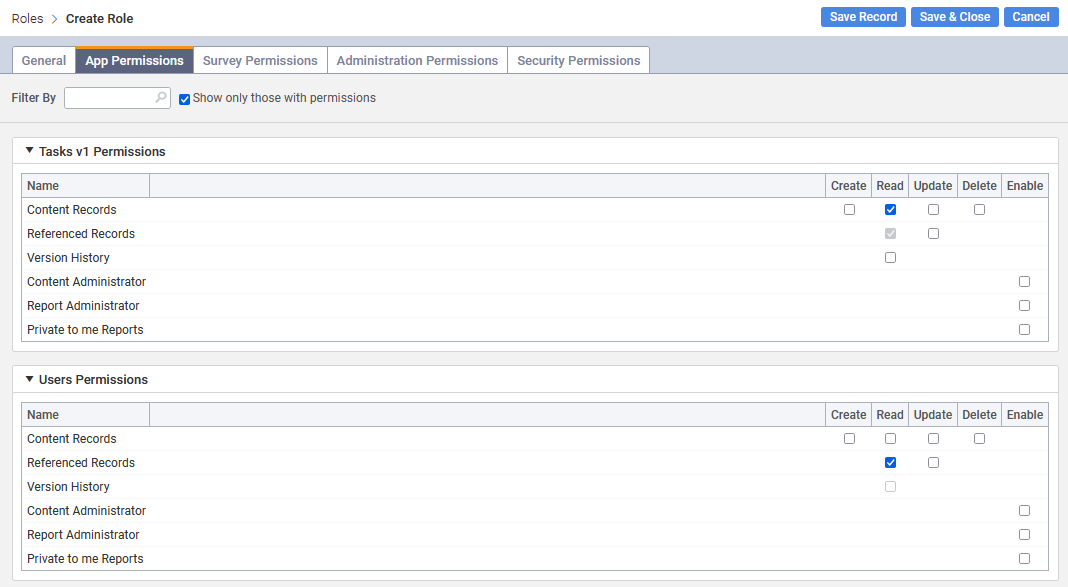 Roles > Create Role
Save Record Save & Close Cancel
General App Permissions Survey Permissions Administration Permissions Security Permissions
Filter By Show only those with permissions
Tasks v1 Permissions
Name Create Read Update Delete Enable
Content Records
Referenced Records
Version History
Content Administrator
Report Administrator
Private to me Reports
Users Permissions
Name Create Read Update Delete Enable
Content Records
Referenced Records
Version History
Content Administrator
Report Administrator
Private to me Reports